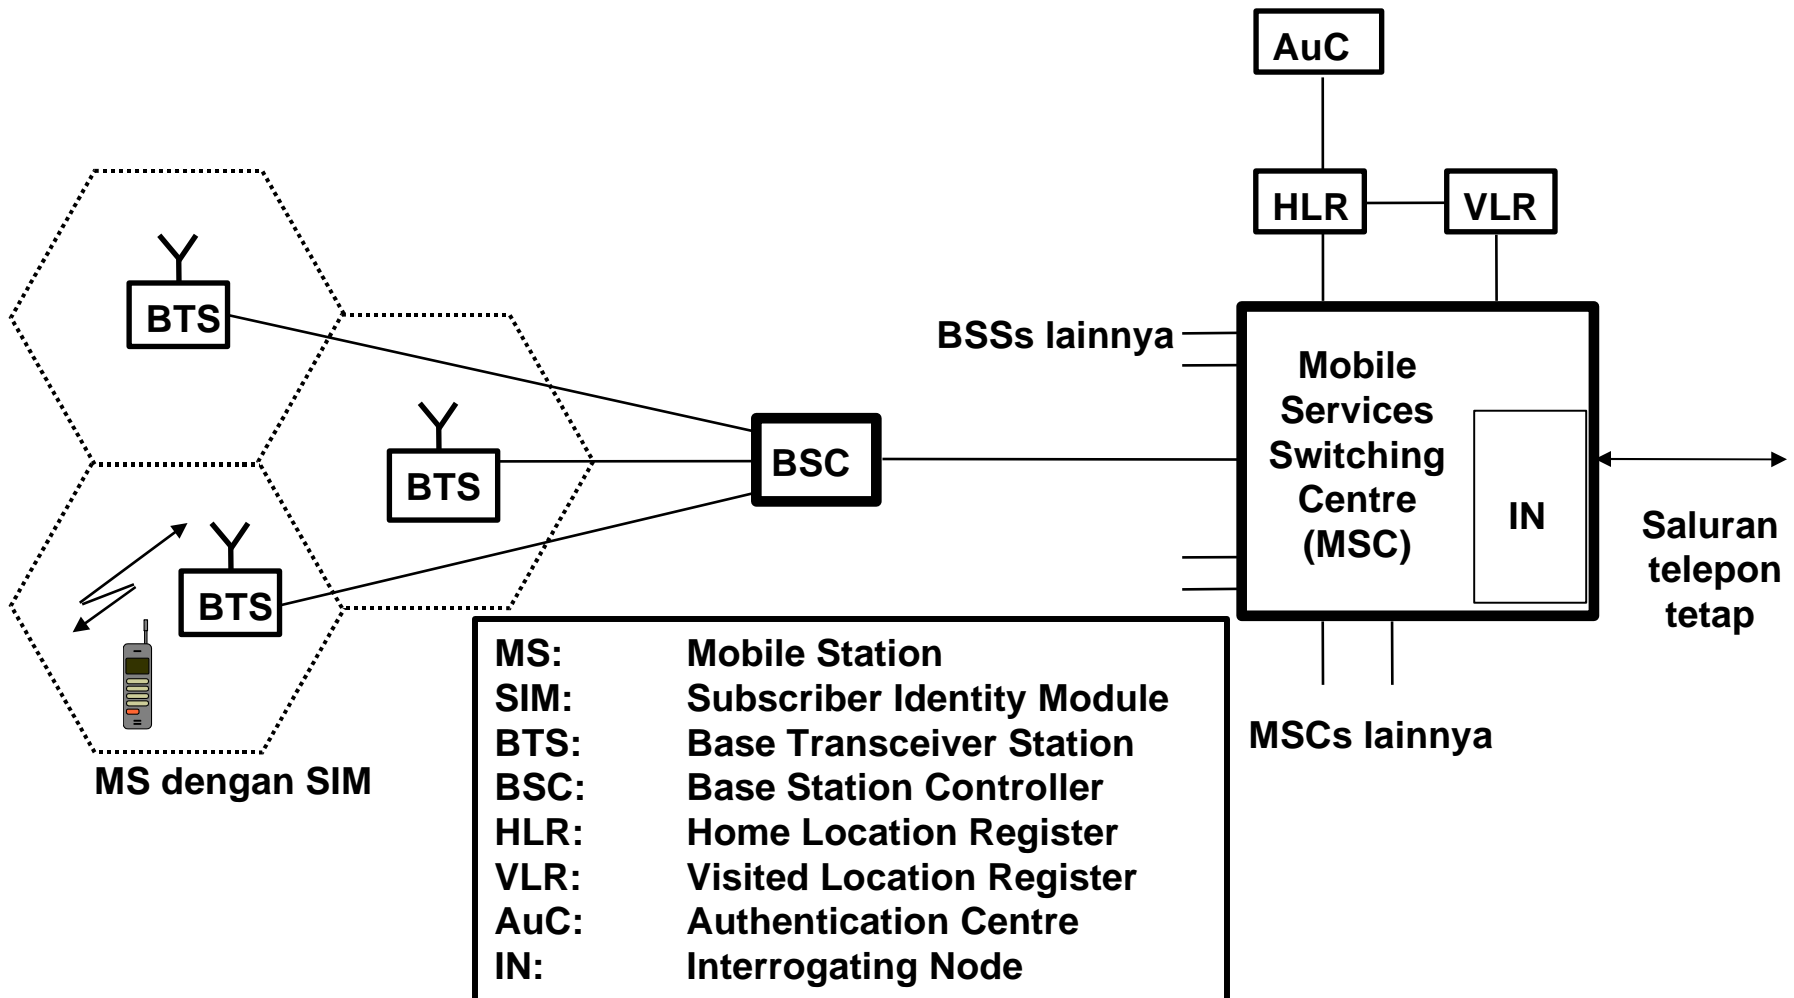 AuC
HLR
VLR
BTS
BSSs lainnya
Mobile
Services
Switching
Centre
(MSC)
BSC
BTS
IN
Saluran
telepon
tetap
BTS
MS dengan SIM
MSCs lainnya
MS: Mobile Station
SIM: Subscriber Identity Module
BTS: Base Transceiver Station
BSC: Base Station Controller
HLR: Home Location Register
VLR: Visited Location Register
AuC: Authentication Centre
IN: Interrogating Node